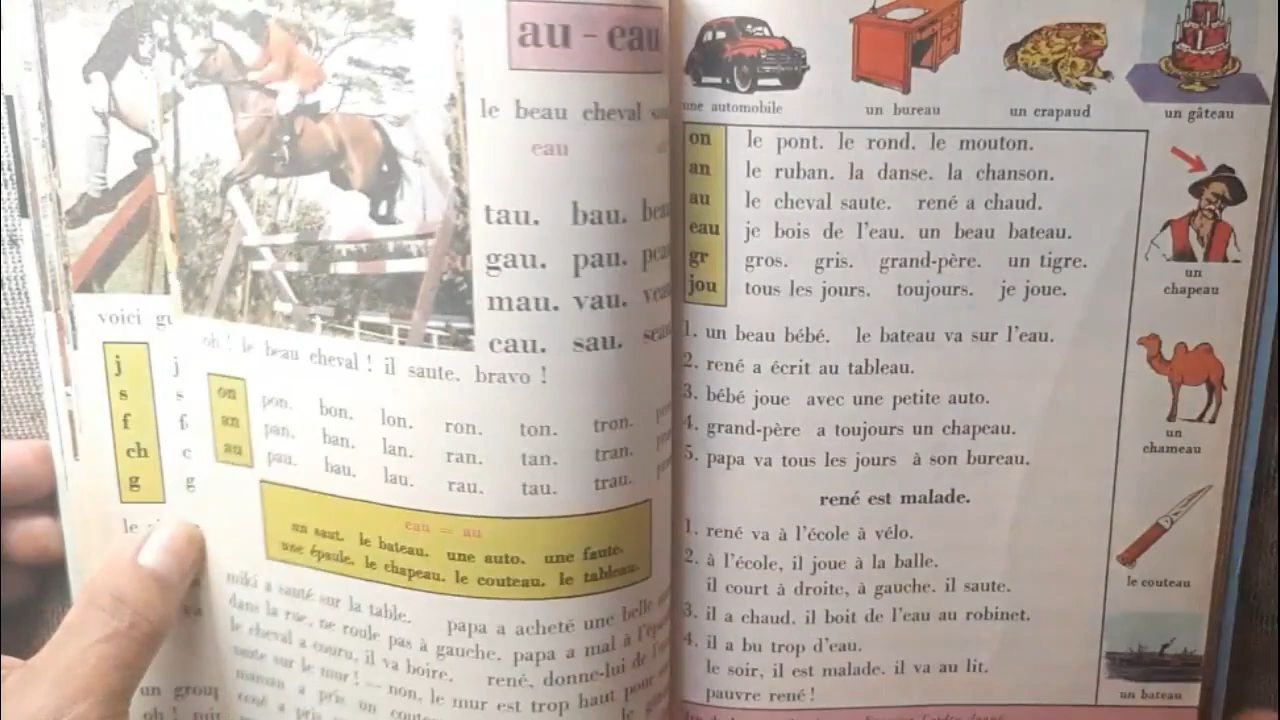 au - eau
le beau cheval
eau
tau. bau.
gau. pau.
mau. vau.
cau. sau.
voici
oh ! le beau cheval ! il saute. bravo !
j j
s s
f f
ch c
g g
on pon. bon. lon. ron. ton. tron.
an pan. ban. lan. ran. tan. tran.
au pau. bau. lau. rau. tau. trau.
le
eau = au
un saut. le bateau. une auto. une faute.
une épaule. le chapeau. le couteau. le tableau.
miki a sauté sur la table. papa a acheté une belle
dans la rue, ne roule pas à gauche. papa a mal à
le cheval a couru, il va boire. rené, donne-lui de
saute sur le mur ! — non, le mur est trop haut pour
maman a pris un
rené a pris
un
oh !
une automobile
un bureau
un crapaud
un gâteau
on le pont. le rond. le mouton.
an le ruban. la danse. la chanson.
au le cheval saute. rené a chaud.
eau je bois de l'eau. un beau bateau.
gr gros. gris. grand-père. un tigre.
jou tous les jours. toujours. je joue.
un
chapeau
1. un beau bébé. le bateau va sur l'eau.
2. rené a écrit au tableau.
3. bébé joue avec une petite auto.
4. grand-père a toujours un chapeau.
5. papa va tous les jours à son bureau.
un
chameau
rené est malade.
1. rené va à l'école à vélo.
2. à l'école, il joue à la balle.
il court à droite, à gauche. il saute.
3. il a chaud. il boit de l'eau au robinet.
4. il a bu trop d'eau.
le soir, il est malade. il va au lit.
pauvre rené !
le couteau
un bateau